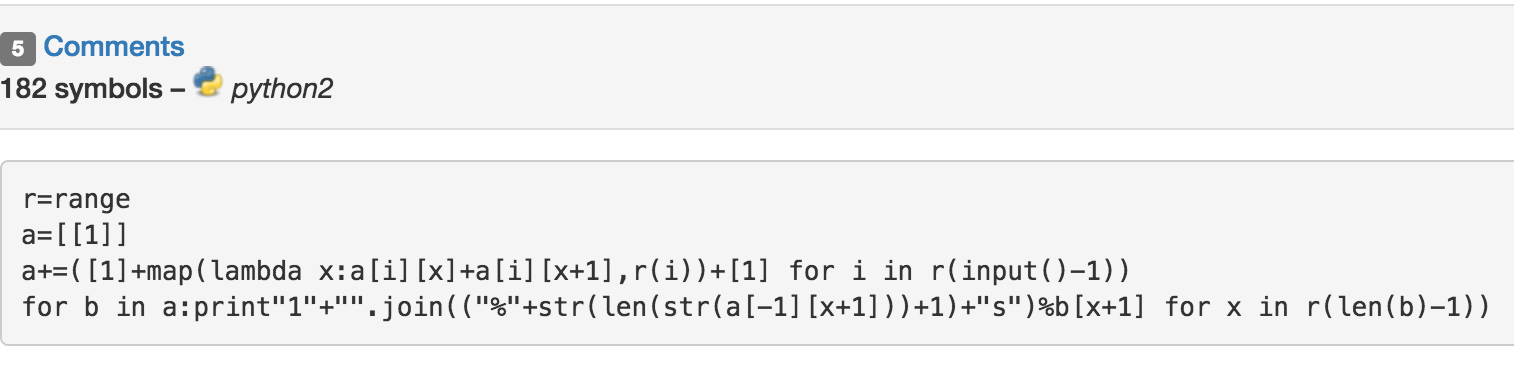 5 Comments
182 symbols – python2
r=range
a=[[1]]
a+=([1]+map(lambda x:a[i][x]+a[i][x+1],r(i))+[1] for i in r(input()-1))
for b in a:print"1"+"".join(("%"+str(len(str(a[-1][x+1]))+1)+"s")%b[x+1] for x in r(len(b)-1))